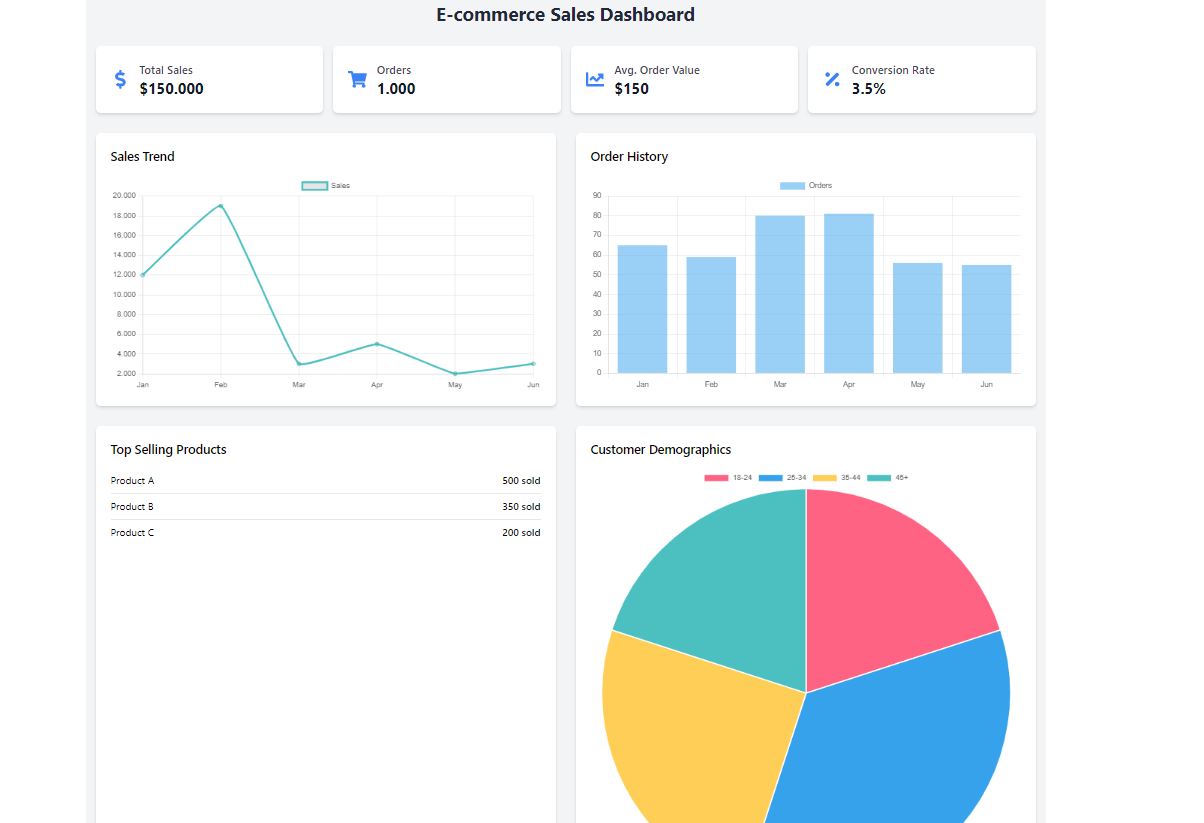 E-commerce Sales Dashboard
Total Sales
$150.000
Orders
1.000
Avg. Order Value
$150
Conversion Rate
3.5%
Sales Trend
Sales
20.000
18.000
16.000
14.000
12.000
10.000
8.000
6.000
4.000
2.000
Jan Feb Mar Apr May Jun
Order History
Orders
90
80
70
60
50
40
30
20
10
0
Jan Feb Mar Apr May Jun
Top Selling Products
Product A 500 sold
Product B 350 sold
Product C 200 sold
Customer Demographics
18-24 25-34 35-44 45+